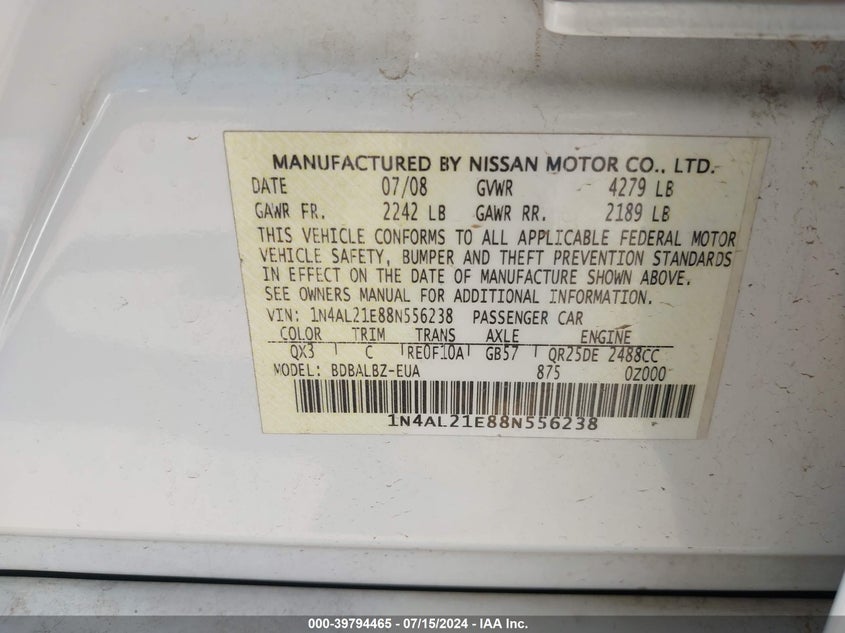 MANUFACTURED BY NISSAN MOTOR CO., LTD.
DATE 07/08 GVWR 4279 LB
GAWR FR. 2242 LB GAWR RR. 2189 LB
THIS VEHICLE CONFORMS TO ALL APPLICABLE FEDERAL MOTOR
VEHICLE SAFETY, BUMPER AND THEFT PREVENTION STANDARDS
IN EFFECT ON THE DATE OF MANUFACTURE SHOWN ABOVE.
SEE OWNERS MANUAL FOR ADDITIONAL INFORMATION.
VIN: 1N4AL21E88N556238 PASSENGER CAR
COLOR TRIM TRANS AXLE ENGINE
QX3 C RE0F10A GB57 QR25DE 2488CC
MODEL: BDBALBZ-EUA 875 0Z000
1N4AL21E88N556238
000-39794465 - 07/15/2024 - IAA Inc.